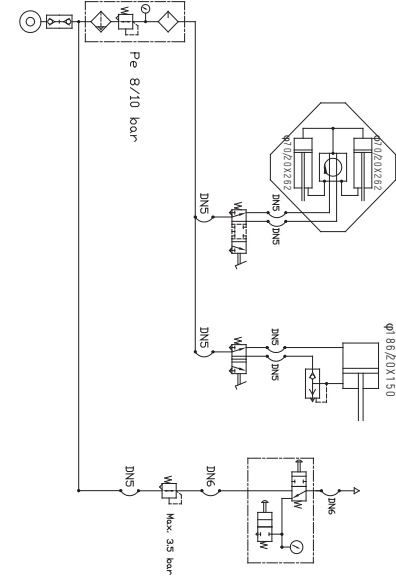 Pe 8/10 bar
φ70/20X262
φ70/20X262
DN5
DN5
DN5
φ186/20X150
DN5
DN5
DN5
DN5
DN6
DN6
Max. 3.5 bar